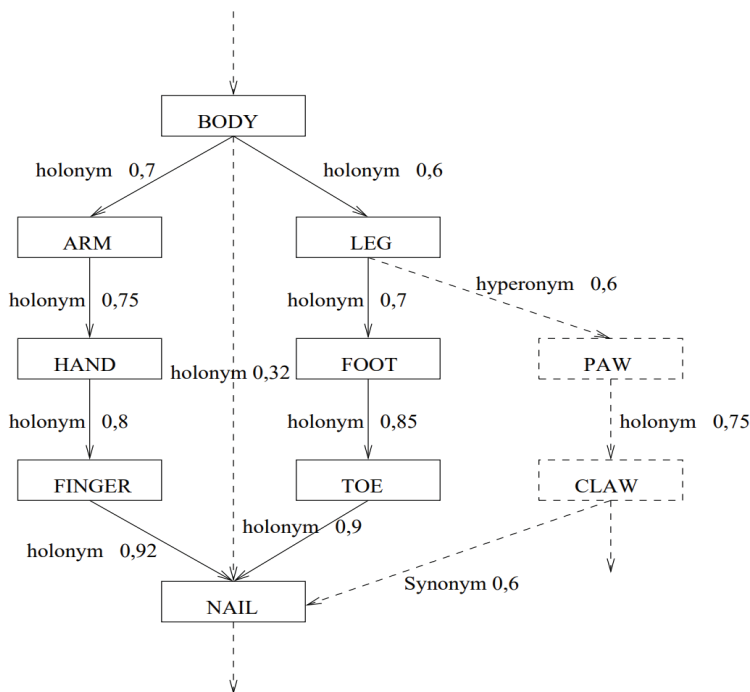 BODY
holonym 0,7
holonym 0,6
ARM
LEG
hyperonym 0,6
holonym 0,75
holonym 0,7
HAND
holonym 0,32
FOOT
PAW
holonym 0,8
holonym 0,85
holonym 0,75
FINGER
TOE
CLAW
holonym 0,92
holonym 0,9
Synonym 0,6
NAIL